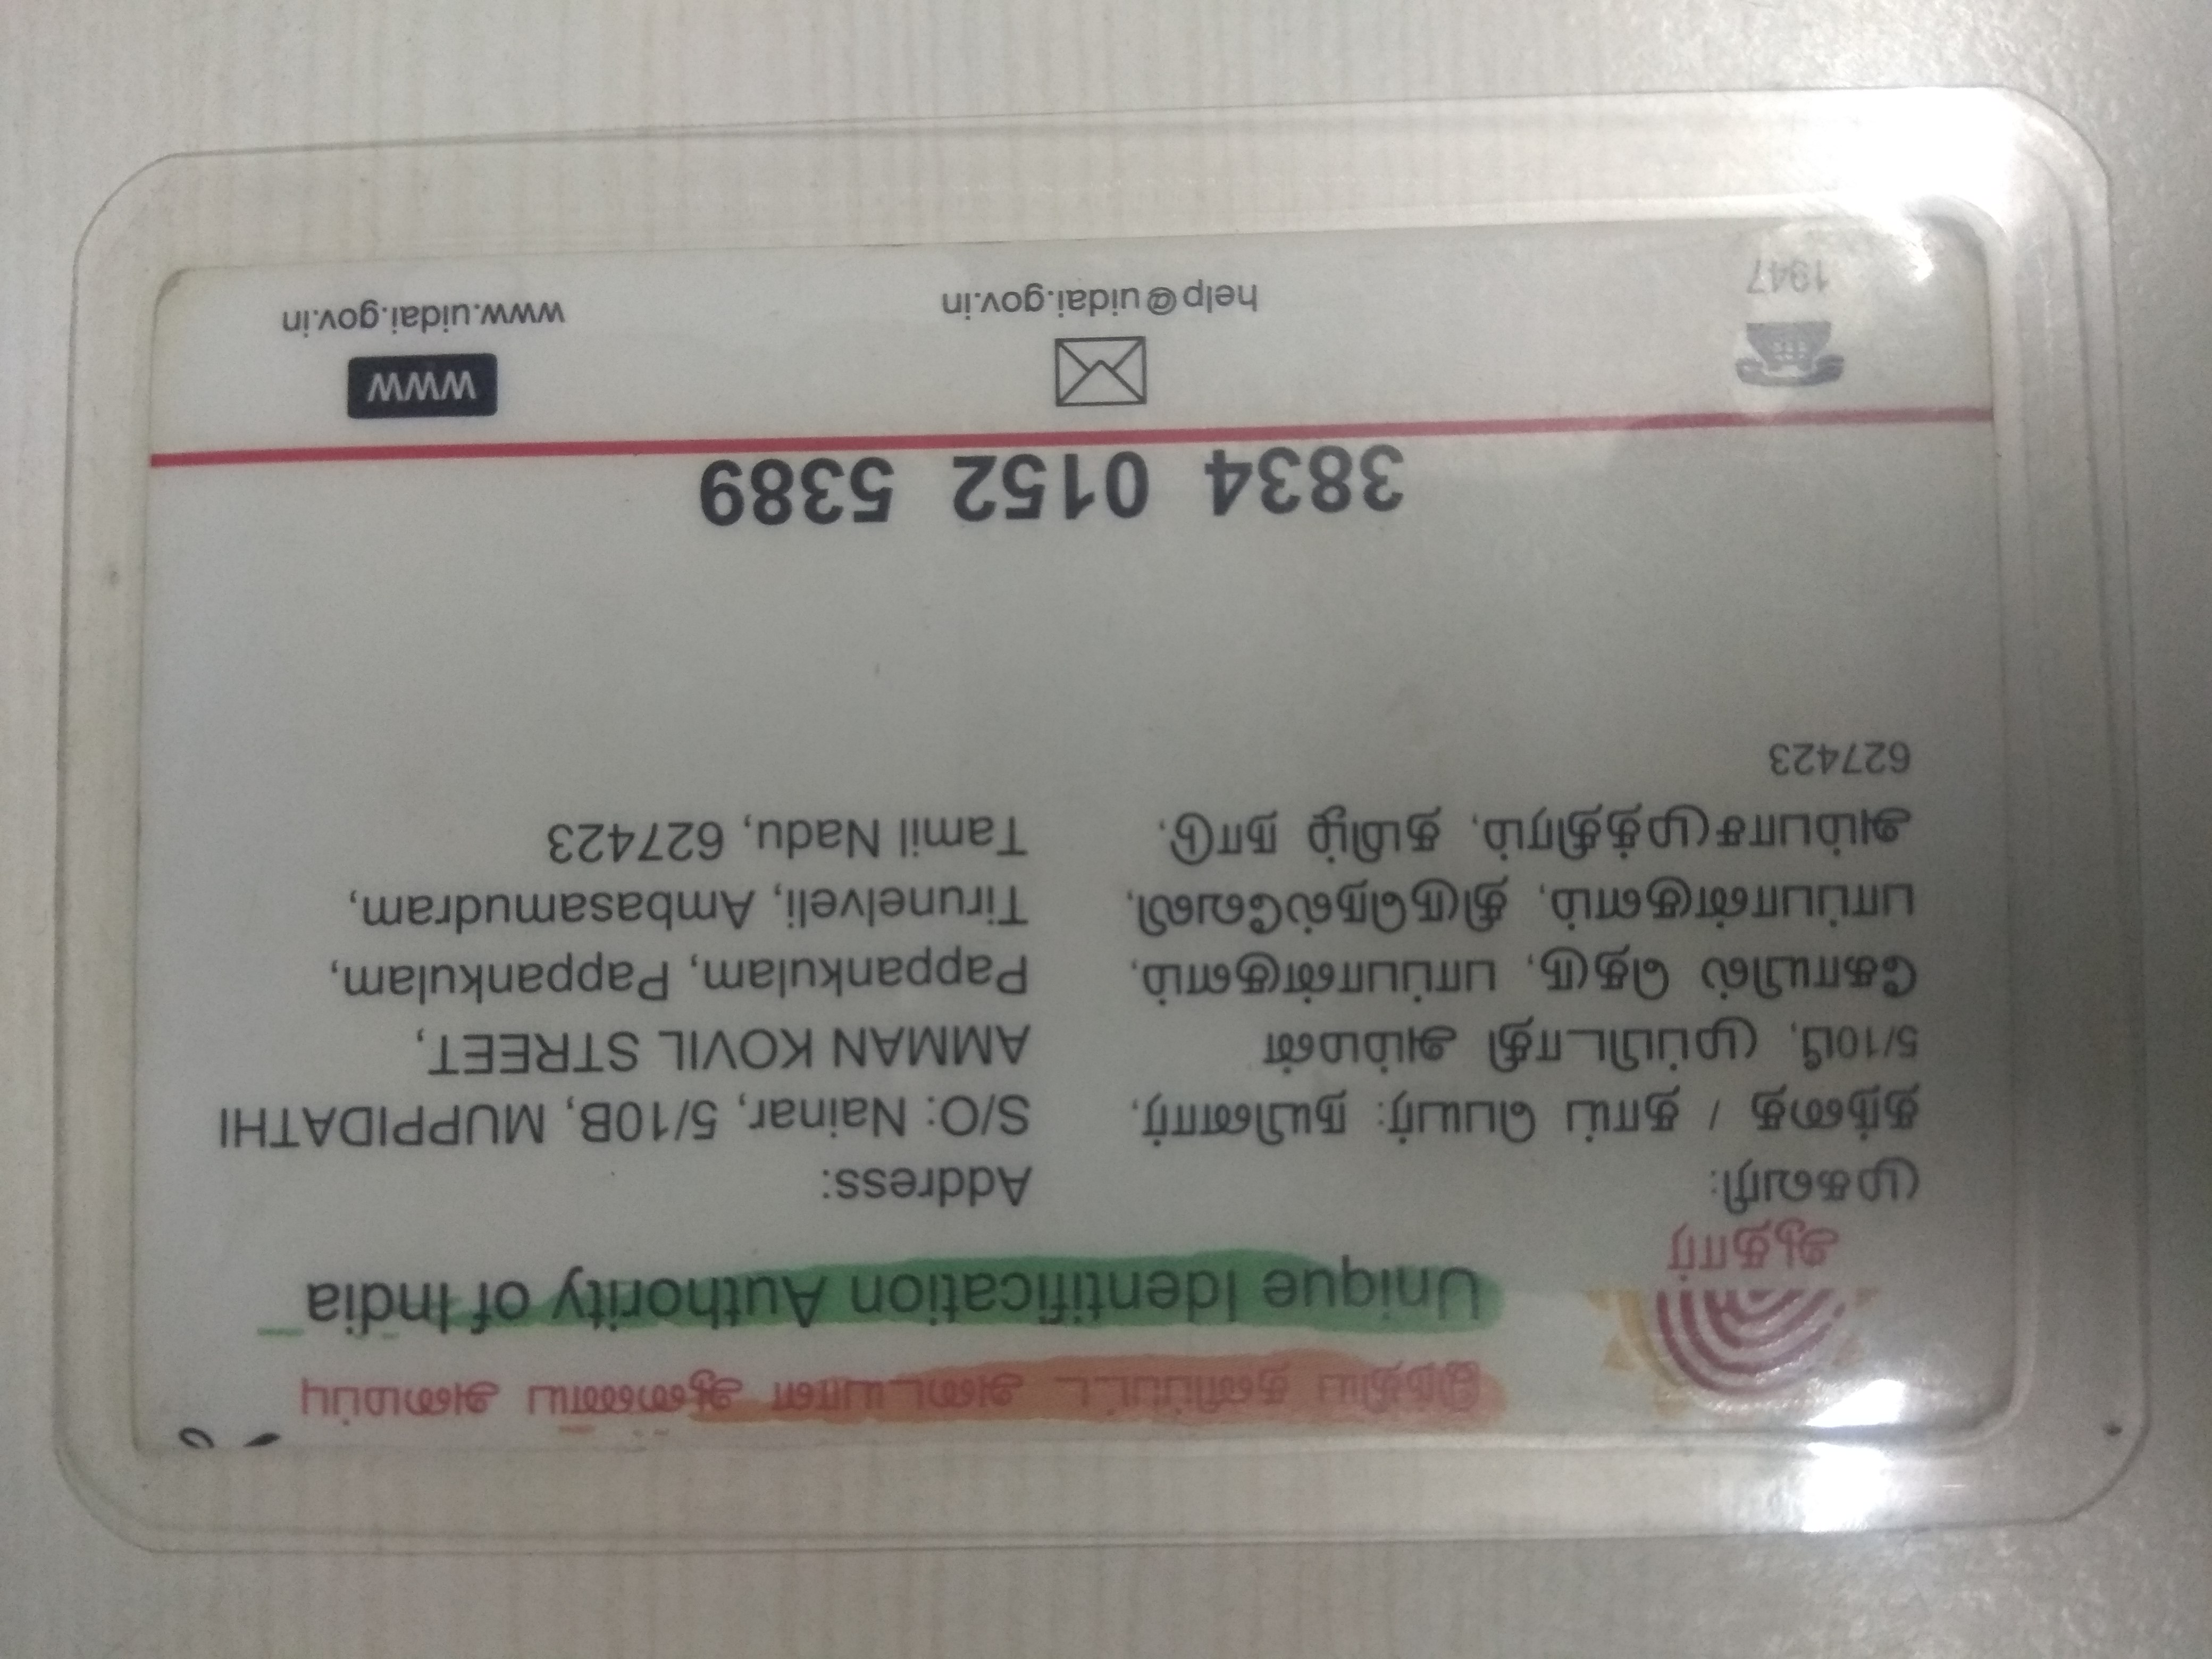 இந்திய தனிப்பட்ட அடையாள ஆணைய அமைப்பு
Unique Identification Authority of India
ஆதார்
முகவரி:
தந்தை / தாய் பெயர்: நயினார்,
5/10பி, முப்பிடாதி அம்மன்
கோயில் தெரு, பாப்பான்குளம்,
பாப்பான்குளம், திருநெல்வேலி,
அம்பாசமுத்திரம், தமிழ் நாடு,
627423
Address:
S/O: Nainar, 5/10B, MUPPIDATHI
AMMAN KOVIL STREET,
Pappankulam, Pappankulam,
Tirunelveli, Ambasamudram,
Tamil Nadu, 627423
3834 0152 5389
1947
help@uidai.gov.in
WWW
www.uidai.gov.in